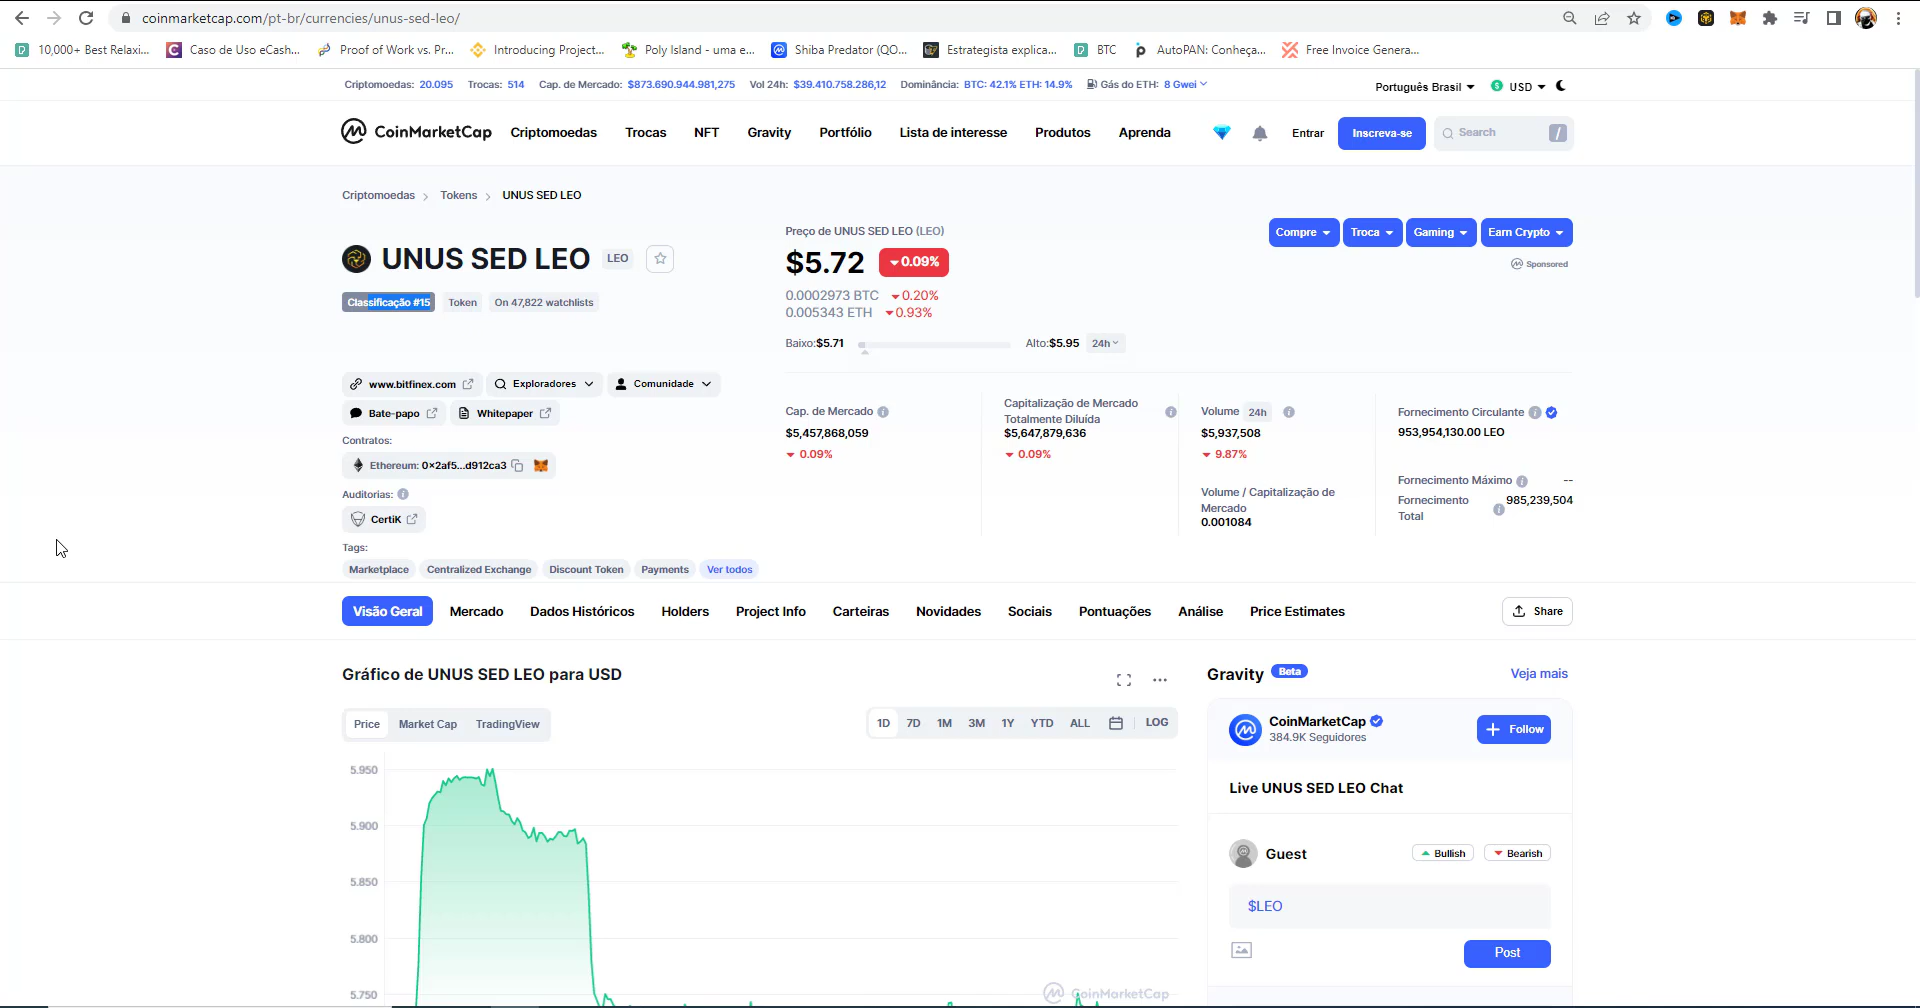 coinmarketcap.com/pt-br/currencies/unus-sed-leo/
10,000+ Best Relaxi... Caso de Uso eCash... Proof of Work vs. Pr... Introducing Project... Poly Island - uma e... Shiba Predator (QO... Estrategista explica... BTC AutoPAN: Conheça... Free Invoice Genera...
Criptomoedas: 20.095 Trocas: 514 Cap. de Mercado: $873.690.944.981,275 Vol 24h: $39.410.758.286,12 Dominância: BTC: 42.1% ETH: 14.9% Gás do ETH: 8 Gwei Português Brasil $ USD
CoinMarketCap Criptomoedas Trocas NFT Gravity Portfólio Lista de interesse Produtos Aprenda Entrar Inscreva-se Search /
Criptomoedas Tokens UNUS SED LEO
UNUS SED LEO LEO
Classificação #15 Token On 47,822 watchlists
www.bitfinex.com Exploradores Comunidade
Bate-papo Whitepaper
Contratos:
Ethereum: 0x2af5...d912ca3
Auditorias:
CertiK
Tags:
Marketplace Centralized Exchange Discount Token Payments Ver todos
Preço de UNUS SED LEO (LEO)
$5.72 0.09%
0.0002973 BTC 0.20%
0.005343 ETH 0.93%
Baixo:$5.71 Alto:$5.95 24h
Compre Troca Gaming Earn Crypto
Sponsored
Cap. de Mercado
$5,457,868,059
0.09%
Capitalização de Mercado
Totalmente Diluída
$5,647,879,636
0.09%
Volume 24h
$5,937,508
9.87%
Volume / Capitalização de
Mercado
0.001084
Fornecimento Circulante
953,954,130.00 LEO
Fornecimento Máximo --
Fornecimento
Total
985,239,504
Visão Geral Mercado Dados Históricos Holders Project Info Carteiras Novidades Sociais Pontuações Análise Price Estimates Share
Gráfico de UNUS SED LEO para USD
Price Market Cap TradingView 1D 7D 1M 3M 1Y YTD ALL LOG
5.950
5.900
5.850
5.800
5.750
CoinMarketCap
Gravity Beta Veja mais
CoinMarketCap
384.9K Seguidores
Follow
Live UNUS SED LEO Chat
Guest Bullish Bearish
$LEO
Post